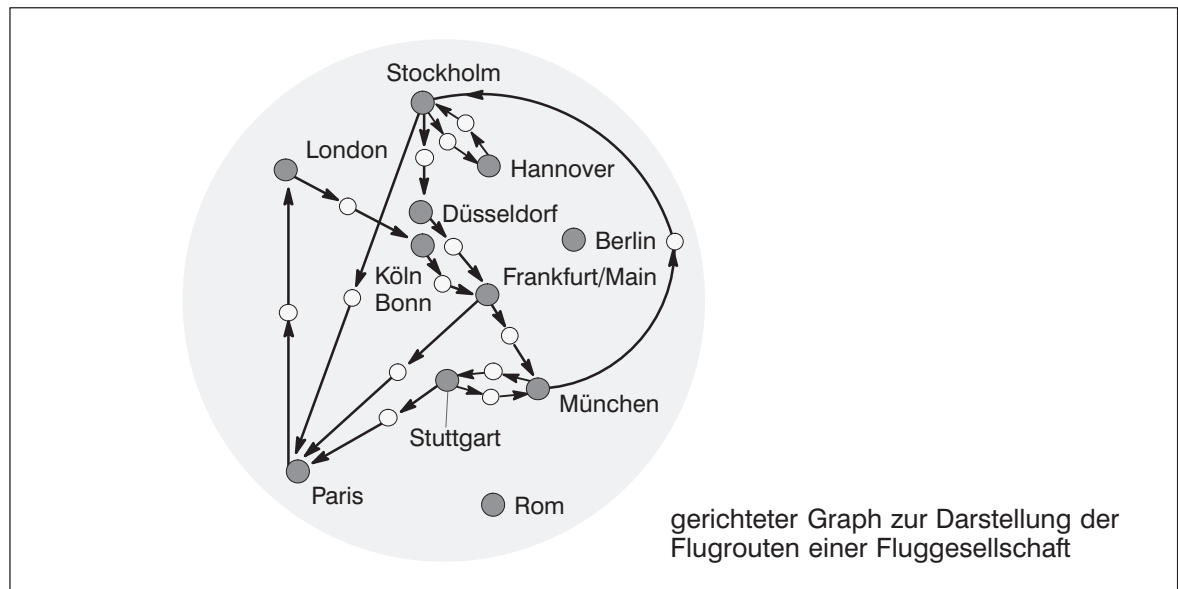 Stockholm
London
Hannover
Düsseldorf
Berlin
Köln
Bonn
Frankfurt/Main
München
Stuttgart
Paris
Rom
gerichteter Graph zur Darstellung der
Flugrouten einer Fluggesellschaft